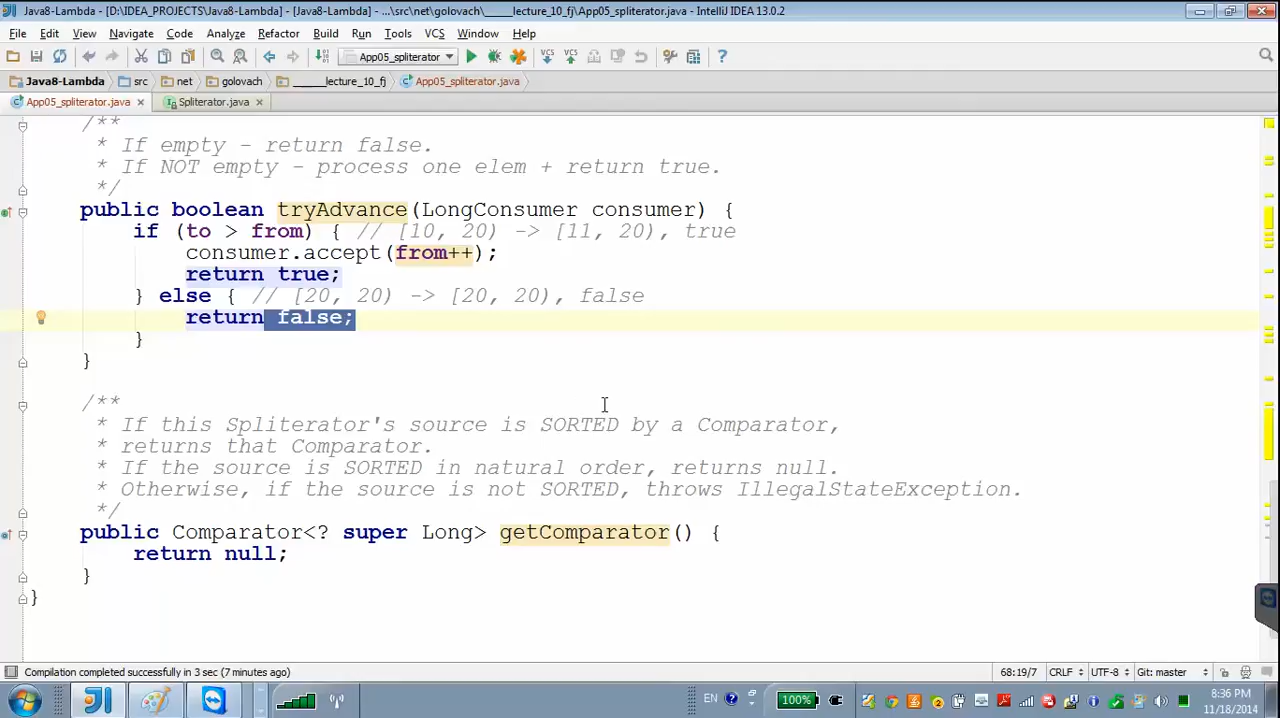 Java8-Lambda - [D:\IDEA_PROJECTS\Java8-Lambda] - [Java8-Lambda] - ...\src\net\golovach\_____lecture_10_fj\App05_spliterator.java - IntelliJ IDEA 13.0.2
File Edit View Navigate Code Analyze Refactor Build Run Tools VCS Window Help
App05_spliterator
Java8-Lambda src net golovach ______lecture_10_fj App05_spliterator.java
App05_spliterator.java Spliterator.java
/**
* If empty - return false.
* If NOT empty - process one elem + return true.
*/
public boolean tryAdvance(LongConsumer consumer) {
if (to > from) { // [10, 20) -> [11, 20), true
consumer.accept(from++);
return true;
} else { // [20, 20) -> [20, 20), false
return false;
}
}
/**
* If this Spliterator's source is SORTED by a Comparator,
* returns that Comparator.
* If the source is SORTED in natural order, returns null.
* Otherwise, if the source is not SORTED, throws IllegalStateException.
*/
public Comparator<? super Long> getComparator() {
return null;
}
}
Compilation completed successfully in 3 sec (7 minutes ago) 68:19/7 CRLF UTF-8 Git: master
EN 100% 8:36 PM
11/18/2014